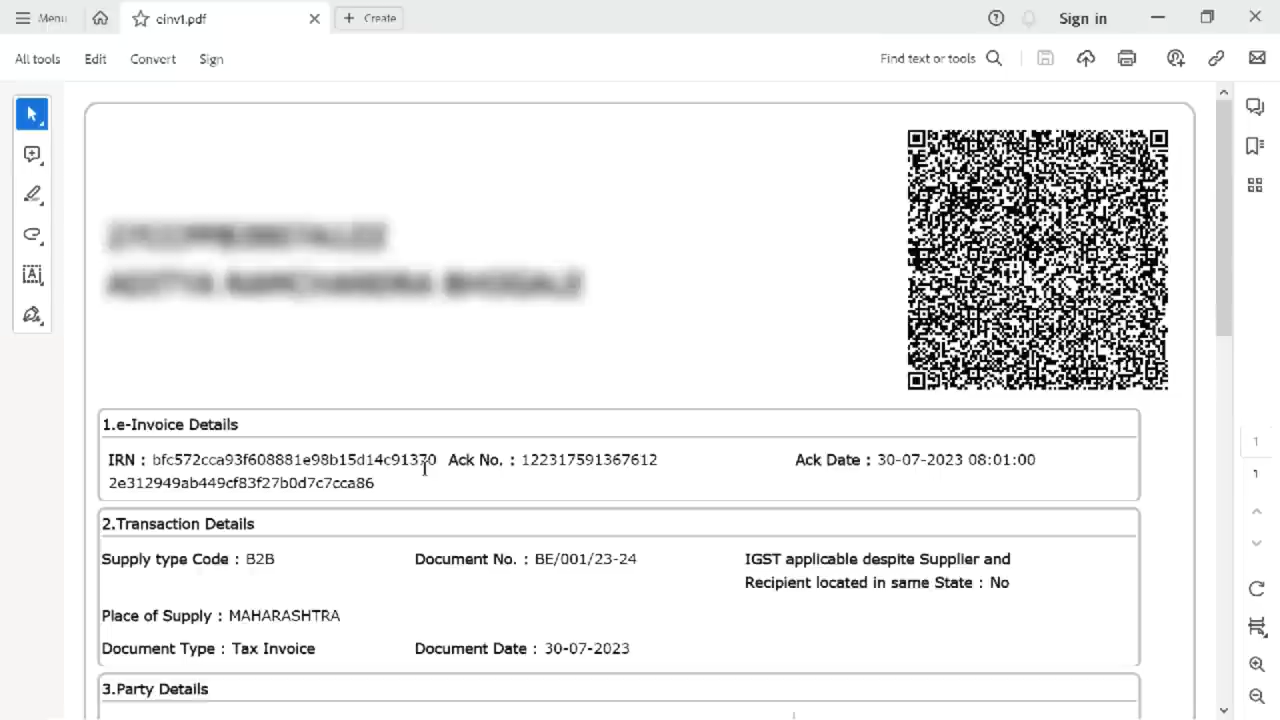 Menu
einv1.pdf
Create
Sign in
All tools Edit Convert Sign
Find text or tools
1.e-Invoice Details
IRN : bfc572cca93f608881e98b15d14c91370 Ack No. : 122317591367612 Ack Date : 30-07-2023 08:01:00
2e312949ab449cf83f27b0d7c7cca86
2.Transaction Details
Supply type Code : B2B Document No. : BE/001/23-24 IGST applicable despite Supplier and
Recipient located in same State : No
Place of Supply : MAHARASHTRA
Document Type : Tax Invoice Document Date : 30-07-2023
3.Party Details
1
1